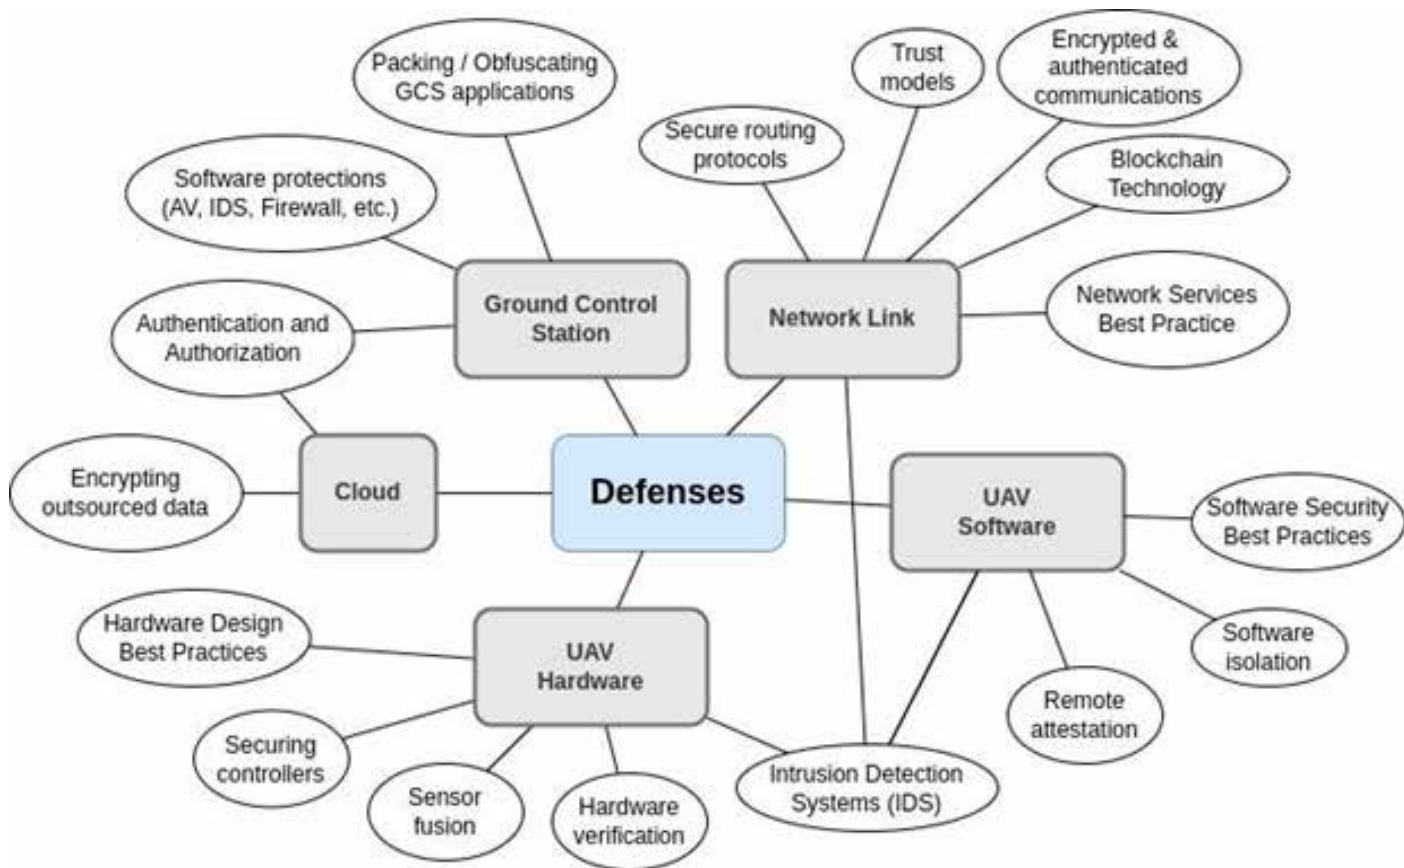 Packing / Obfuscating
GCS applications
Trust
models
Encrypted &
authenticated
communications
Secure routing
protocols
Blockchain
Technology
Software protections
(AV, IDS, Firewall, etc.)
Ground Control
Station
Network Link
Network Services
Best Practice
Authentication and
Authorization
Encrypting
outsourced data
Cloud
Defenses
UAV
Software
Software Security
Best Practices
Hardware Design
Best Practices
UAV
Hardware
Software
isolation
Remote
attestation
Securing
controllers
Sensor
fusion
Hardware
verification
Intrusion Detection
Systems (IDS)